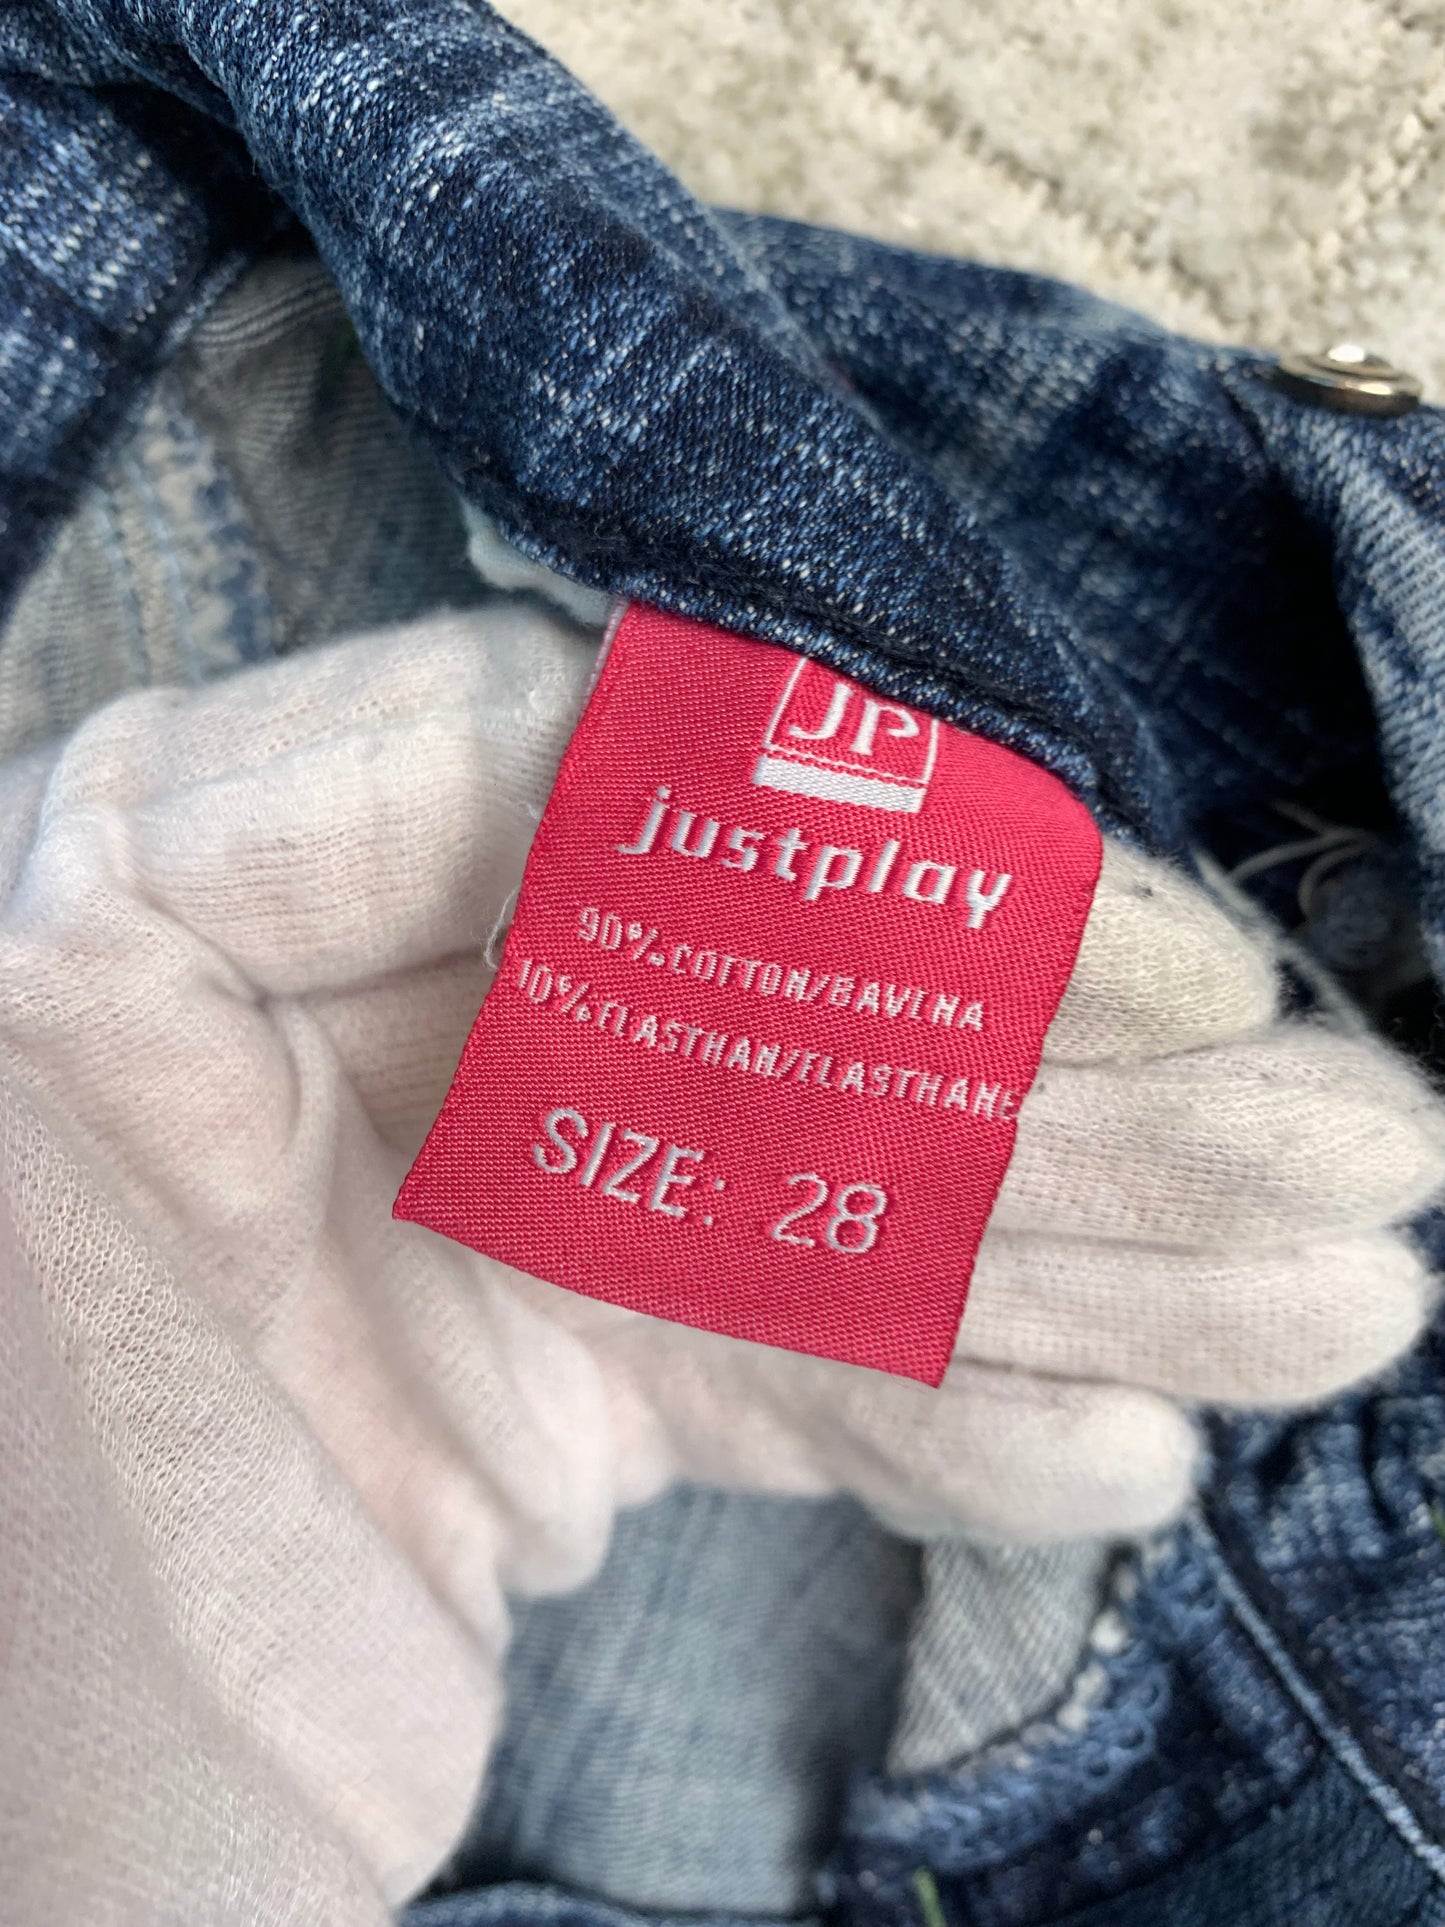 JP
justplay
90%COTTON/BAVLNA
10%ELASTHAN/ELASTHANE
SIZE: 28